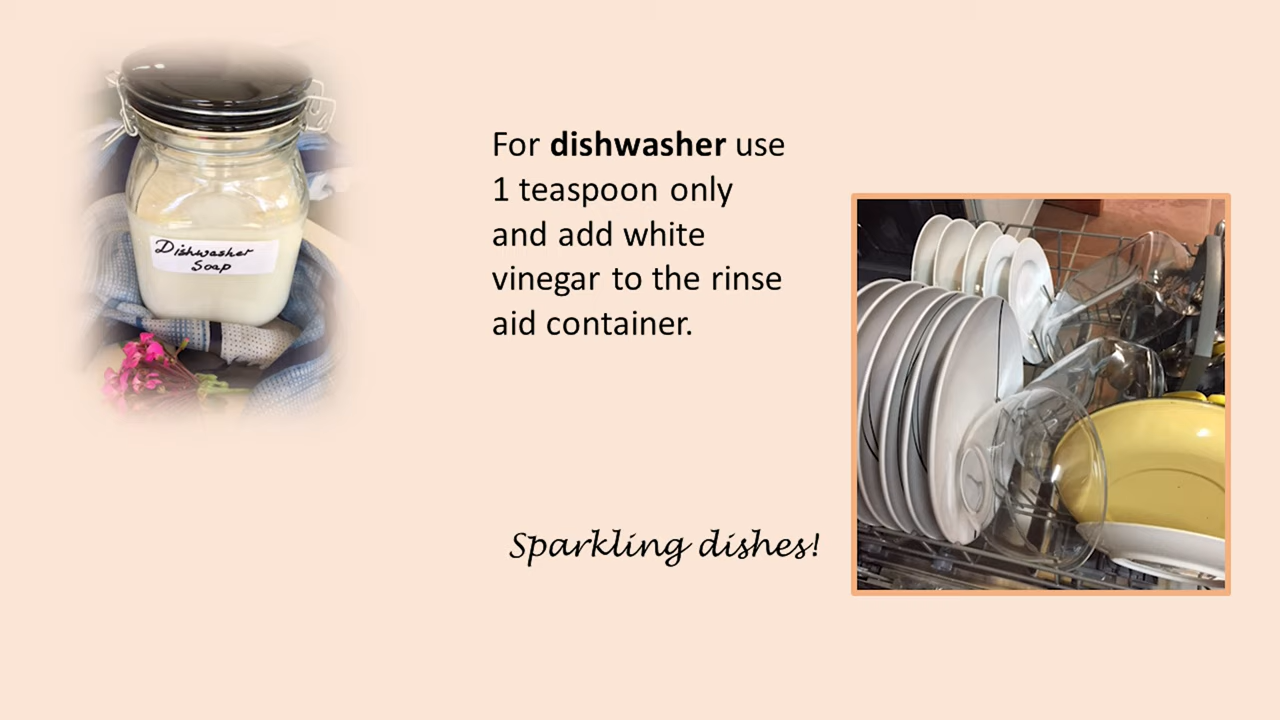 Dishwasher
Soap
For dishwasher use
1 teaspoon only
and add white
vinegar to the rinse
aid container.
Sparkling dishes!